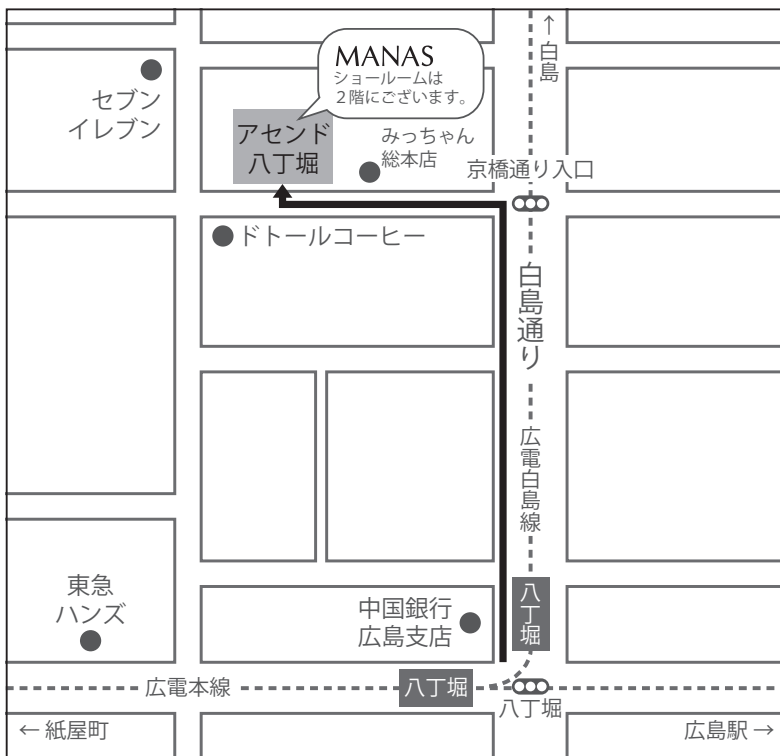 ↑白島
MANAS
ショールームは
２階にございます。
セブン
イレブン
アセンド
八丁堀
みっちゃん
総本店
京橋通り入口
ドトールコーヒー
白島通り
広電白島線
東急
ハンズ
中国銀行
広島支店
八丁堀
広電本線
八丁堀
八丁堀
← 紙屋町
広島駅 →